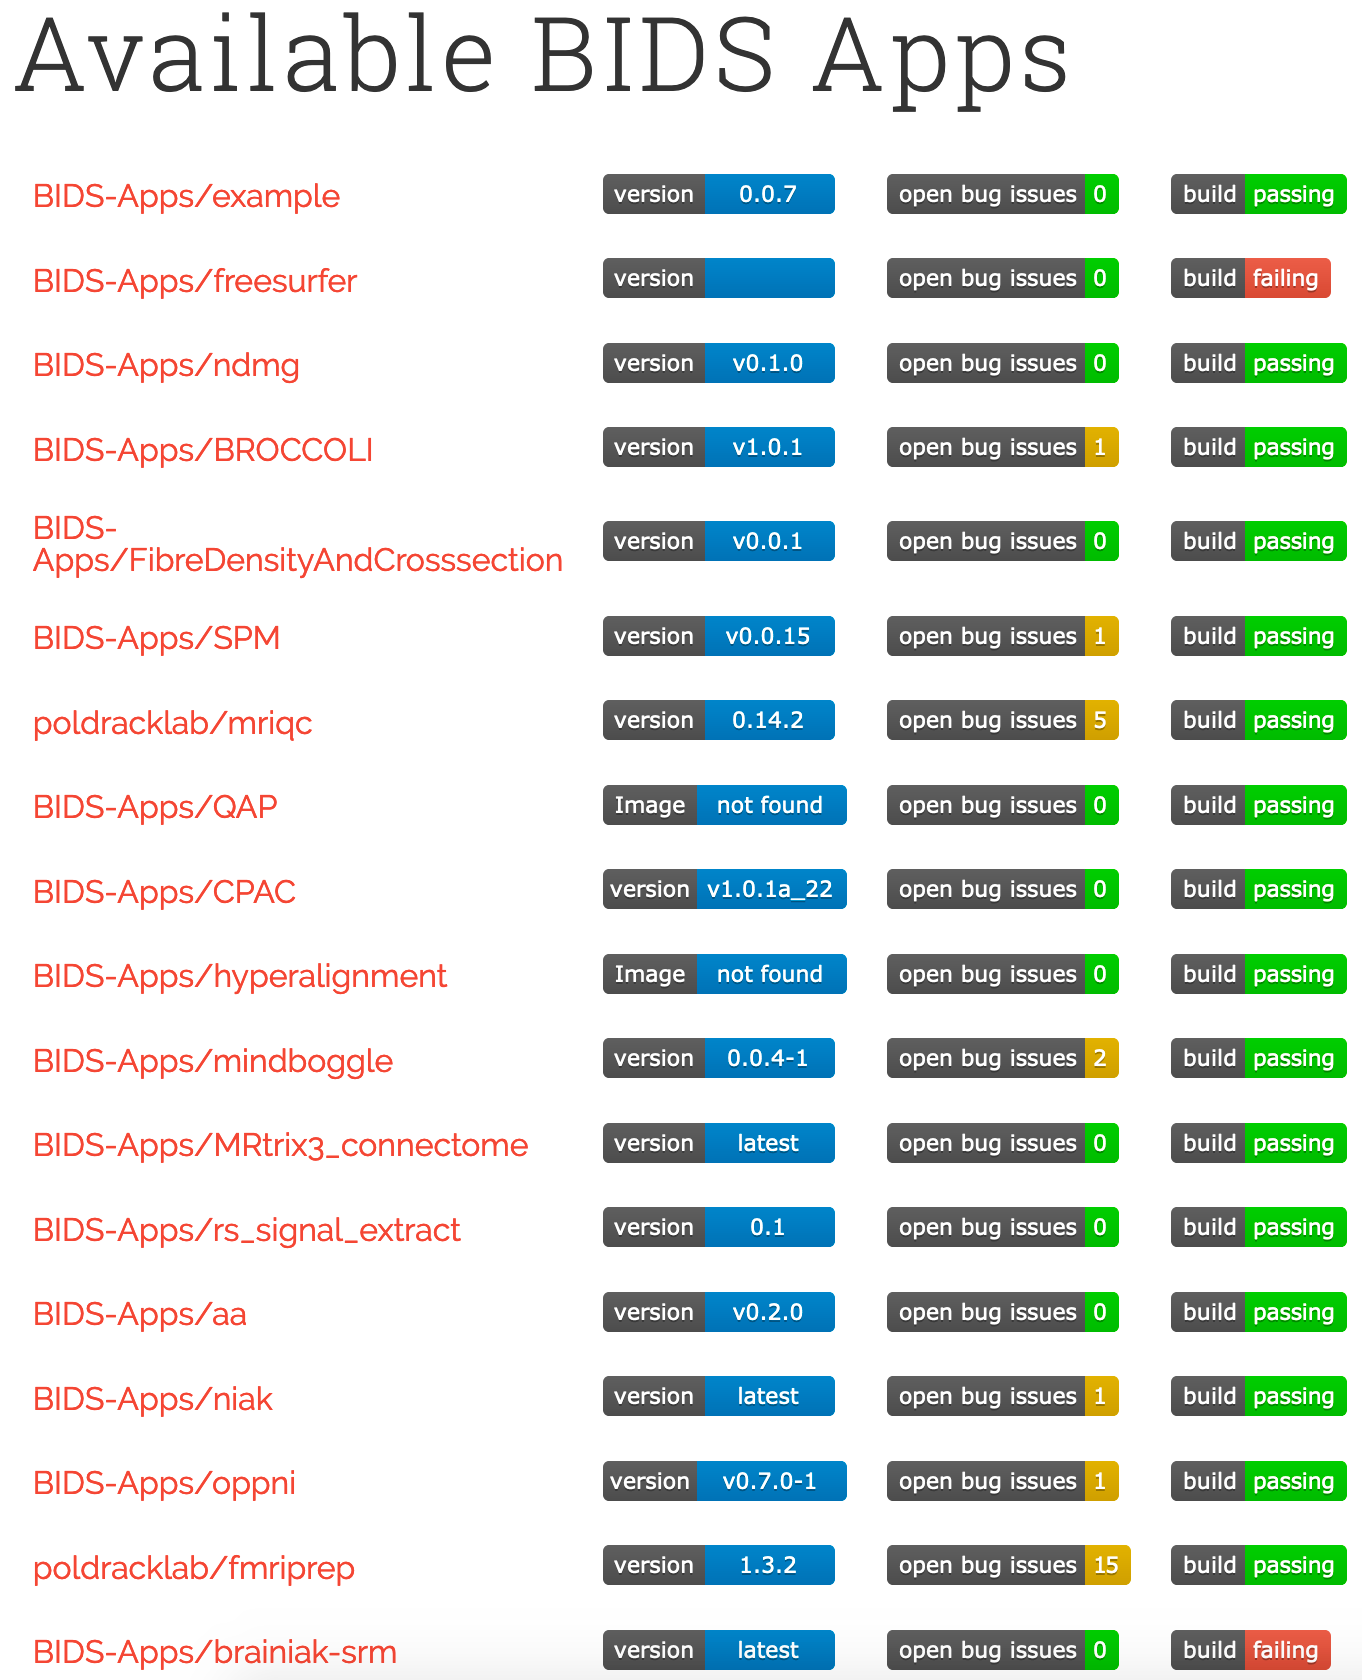 Available BIDS Apps
BIDS-Apps/example version 0.0.7 open bug issues 0 build passing
BIDS-Apps/freesurfer version open bug issues 0 build failing
BIDS-Apps/ndmg version v0.1.0 open bug issues 0 build passing
BIDS-Apps/BROCCOLI version v1.0.1 open bug issues 1 build passing
BIDS-
Apps/FibreDensityAndCrosssection version v0.0.1 open bug issues 0 build passing
BIDS-Apps/SPM version v0.0.15 open bug issues 1 build passing
poldracklab/mriqc version 0.14.2 open bug issues 5 build passing
BIDS-Apps/QAP Image not found open bug issues 0 build passing
BIDS-Apps/CPAC version v1.0.1a_22 open bug issues 0 build passing
BIDS-Apps/hyperalignment Image not found open bug issues 0 build passing
BIDS-Apps/mindboggle version 0.0.4-1 open bug issues 2 build passing
BIDS-Apps/MRtrix3_connectome version latest open bug issues 0 build passing
BIDS-Apps/rs_signal_extract version 0.1 open bug issues 0 build passing
BIDS-Apps/aa version v0.2.0 open bug issues 0 build passing
BIDS-Apps/niak version latest open bug issues 1 build passing
BIDS-Apps/oppni version v0.7.0-1 open bug issues 1 build passing
poldracklab/fmriprep version 1.3.2 open bug issues 15 build passing
BIDS-Apps/brainiak-srm version latest open bug issues 0 build failing